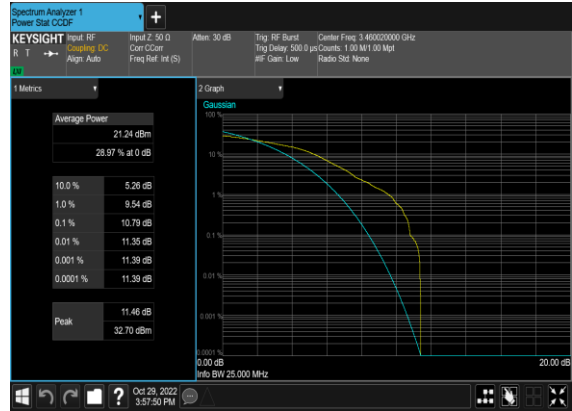 Spectrum Analyzer 1
Power Stat CCDF
+
KEYSIGHT
R T
LW
Input: RF
Coupling: DC
Align: Auto
Input Z: 50 Ω
Corr CCorr
Freq Ref: Int (S)
Atten: 30 dB
Trig: RF Burst
Trig Delay: 500.0 µs
#IF Gain: Low
Center Freq: 3.460020000 GHz
Counts: 1.00 M/1.00 Mpt
Radio Std: None
1 Metrics
Average Power
21.24 dBm
28.97 % at 0 dB
10.0 % 5.26 dB
1.0 % 9.54 dB
0.1 % 10.79 dB
0.01 % 11.35 dB
0.001 % 11.39 dB
0.0001 % 11.39 dB
Peak
11.46 dB
32.70 dBm
2 Graph
Gaussian
100 %
10 %
1 %
0.1 %
0.01 %
0.001 %
0.0001 %
0.00 dB
20.00 dB
Info BW 25.000 MHz
?
Oct 29, 2022
3:57:50 PM